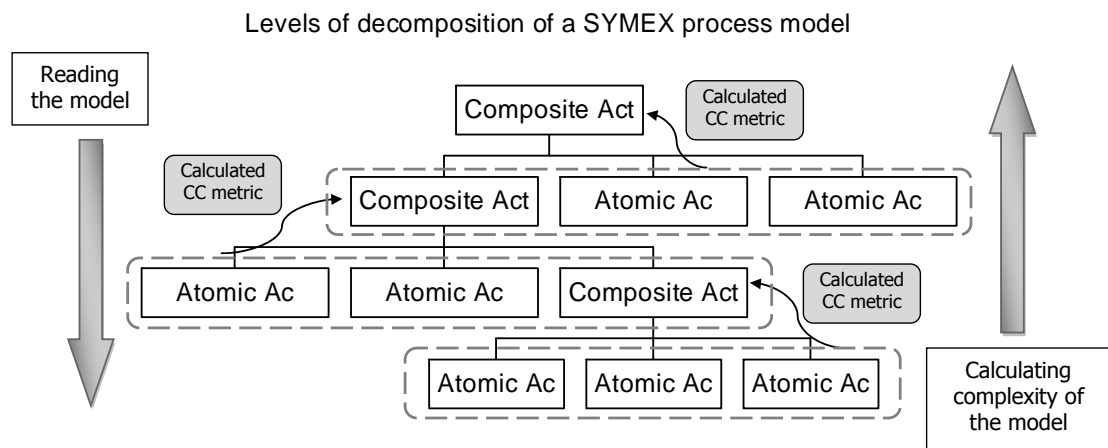 Levels of decomposition of a SYMEX process model
Reading
the model
Composite Act
Calculated
CC metric
Calculated
CC metric
Composite Act
Atomic Ac
Atomic Ac
Atomic Ac
Atomic Ac
Composite Act
Calculated
CC metric
Atomic Ac
Atomic Ac
Atomic Ac
Calculating
complexity of
the model